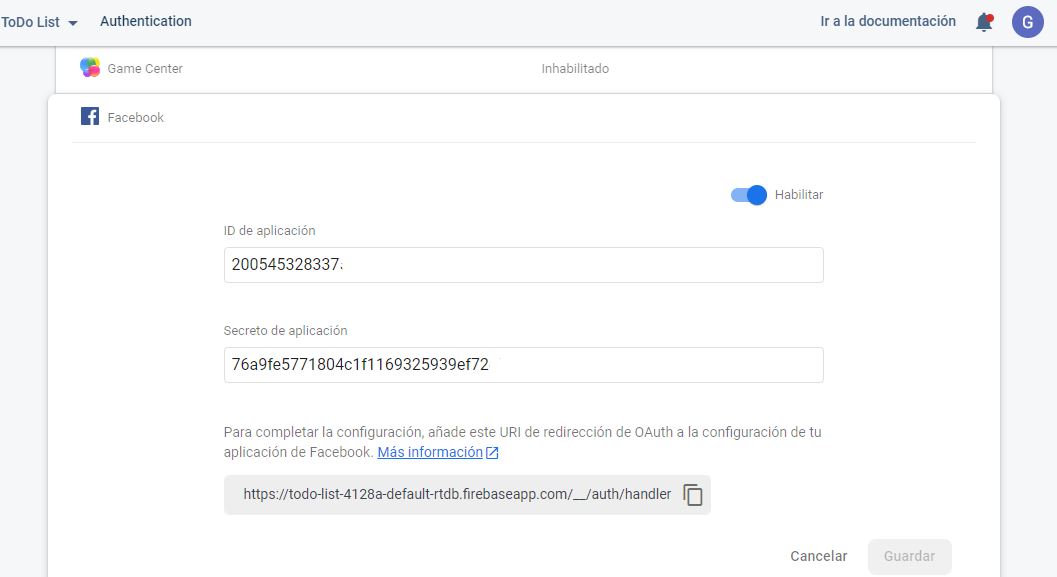 ToDo List Authentication Ir a la documentación G
Game Center Inhabilitado
Facebook
Habilitar
ID de aplicación
200545328337
Secreto de aplicación
76a9fe5771804c1f1169325939ef72
Para completar la configuración, añade este URI de redirección de OAuth a la configuración de tu
aplicación de Facebook. Más información
https://todo-list-4128a-default-rtdb.firebaseapp.com/__/auth/handler
Cancelar Guardar